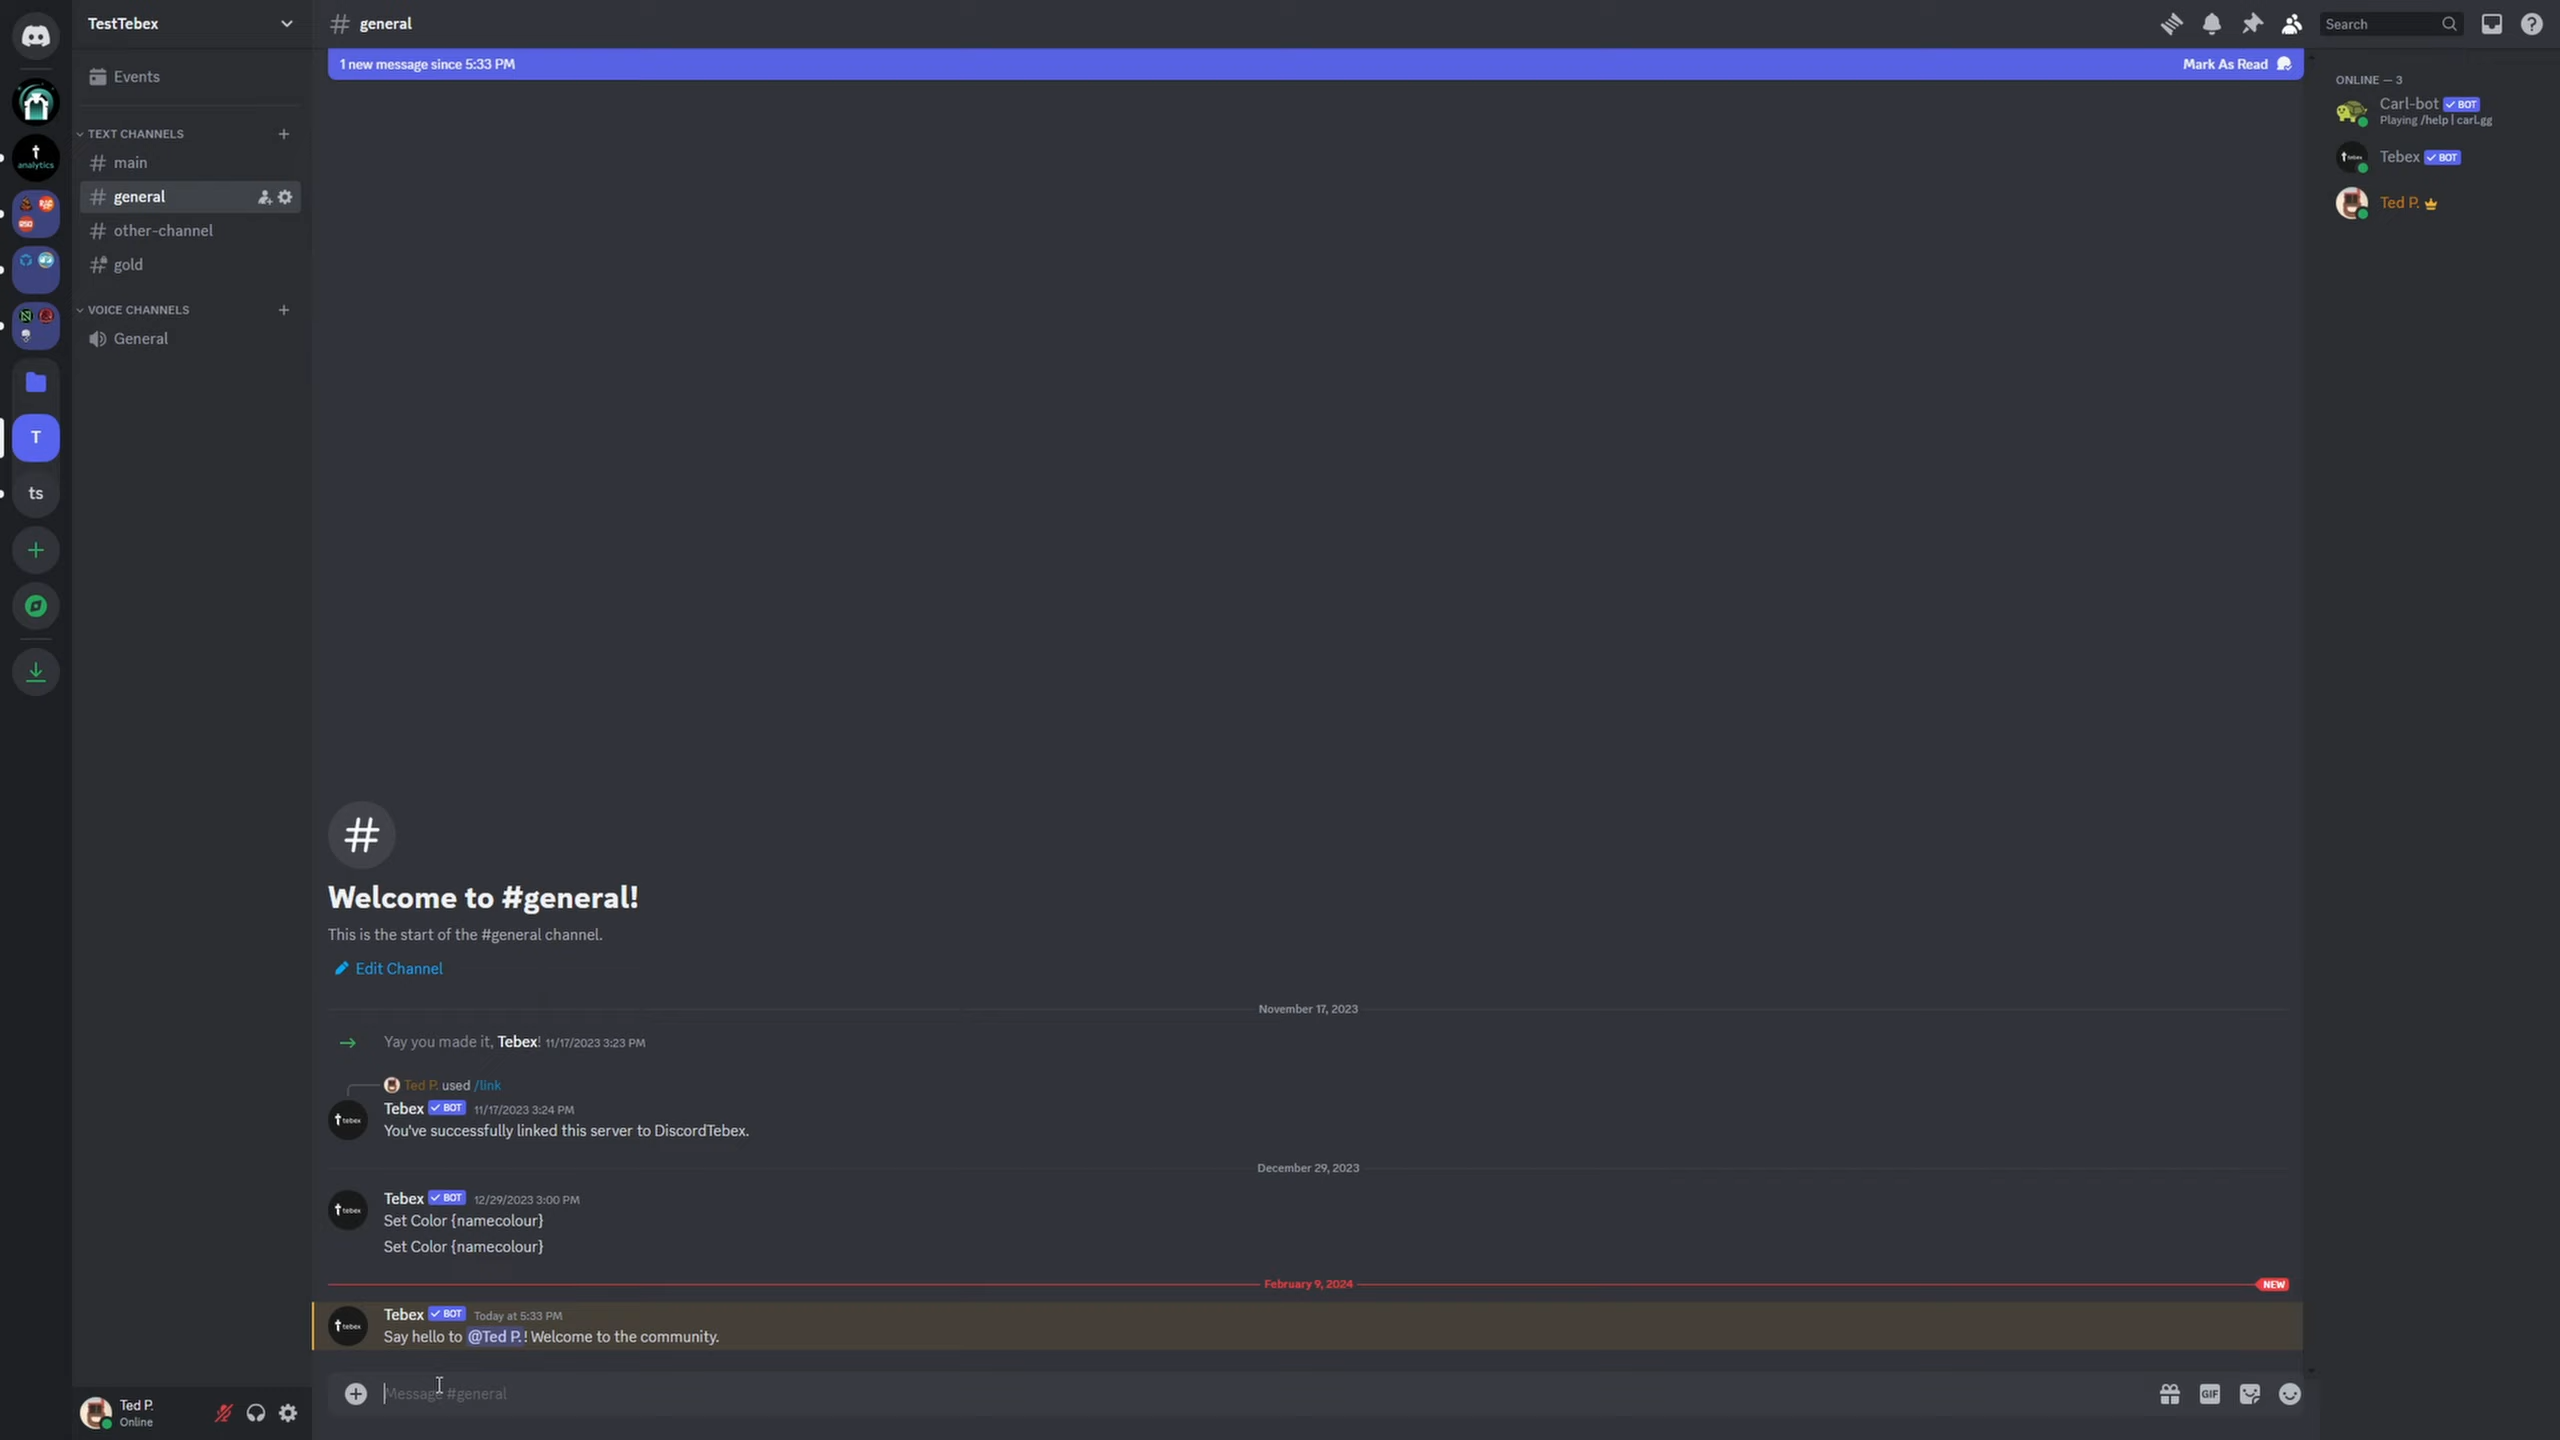 TestTebex
Events
TEXT CHANNELS
main
general
other-channel
gold
VOICE CHANNELS
General
analytics
T
ts
Ted P.
Online
general
Search
1 new message since 5:33 PM
Mark As Read
Welcome to #general!
This is the start of the #general channel.
Edit Channel
November 17, 2023
Yay you made it, Tebex! 11/17/2023 3:23 PM
Ted P. used /link
Tebex BOT 11/17/2023 3:24 PM
tebex
You've successfully linked this server to DiscordTebex.
December 29, 2023
Tebex BOT 12/29/2023 3:00 PM
tebex
Set Color {namecolour}
Set Color {namecolour}
February 9, 2024
NEW
Tebex BOT Today at 5:33 PM
tebex
Say hello to @Ted P.! Welcome to the community.
Message #general
GIF
ONLINE — 3
Carl-bot BOT
Playing /help | carl.gg
Tebex BOT
Ted P.